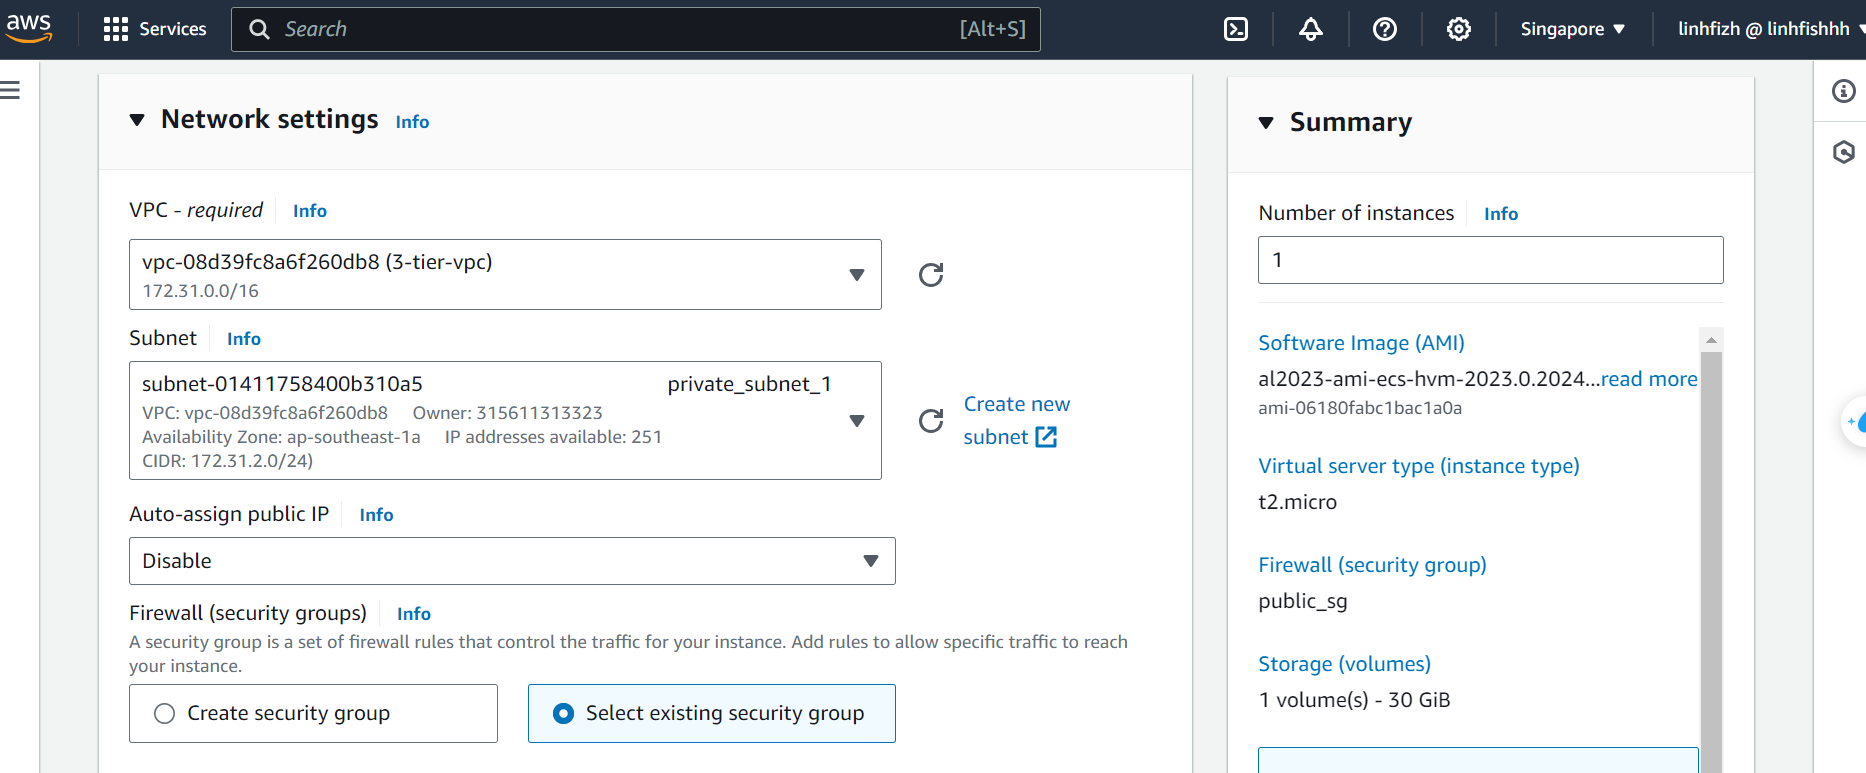 aws
Services
Search [Alt+S]
Singapore
linhfizh @ linhfishhh
Network settings Info
VPC - required Info
vpc-08d39fc8a6f260db8 (3-tier-vpc)
172.31.0.0/16
Subnet Info
subnet-01411758400b310a5 private_subnet_1
VPC: vpc-08d39fc8a6f260db8 Owner: 315611313323
Availability Zone: ap-southeast-1a IP addresses available: 251
CIDR: 172.31.2.0/24)
Create new
subnet
Auto-assign public IP Info
Disable
Firewall (security groups) Info
A security group is a set of firewall rules that control the traffic for your instance. Add rules to allow specific traffic to reach
your instance.
Create security group
Select existing security group
Summary
Number of instances Info
1
Software Image (AMI)
al2023-ami-ecs-hvm-2023.0.2024...read more
ami-06180fabc1bac1a0a
Virtual server type (instance type)
t2.micro
Firewall (security group)
public_sg
Storage (volumes)
1 volume(s) - 30 GiB